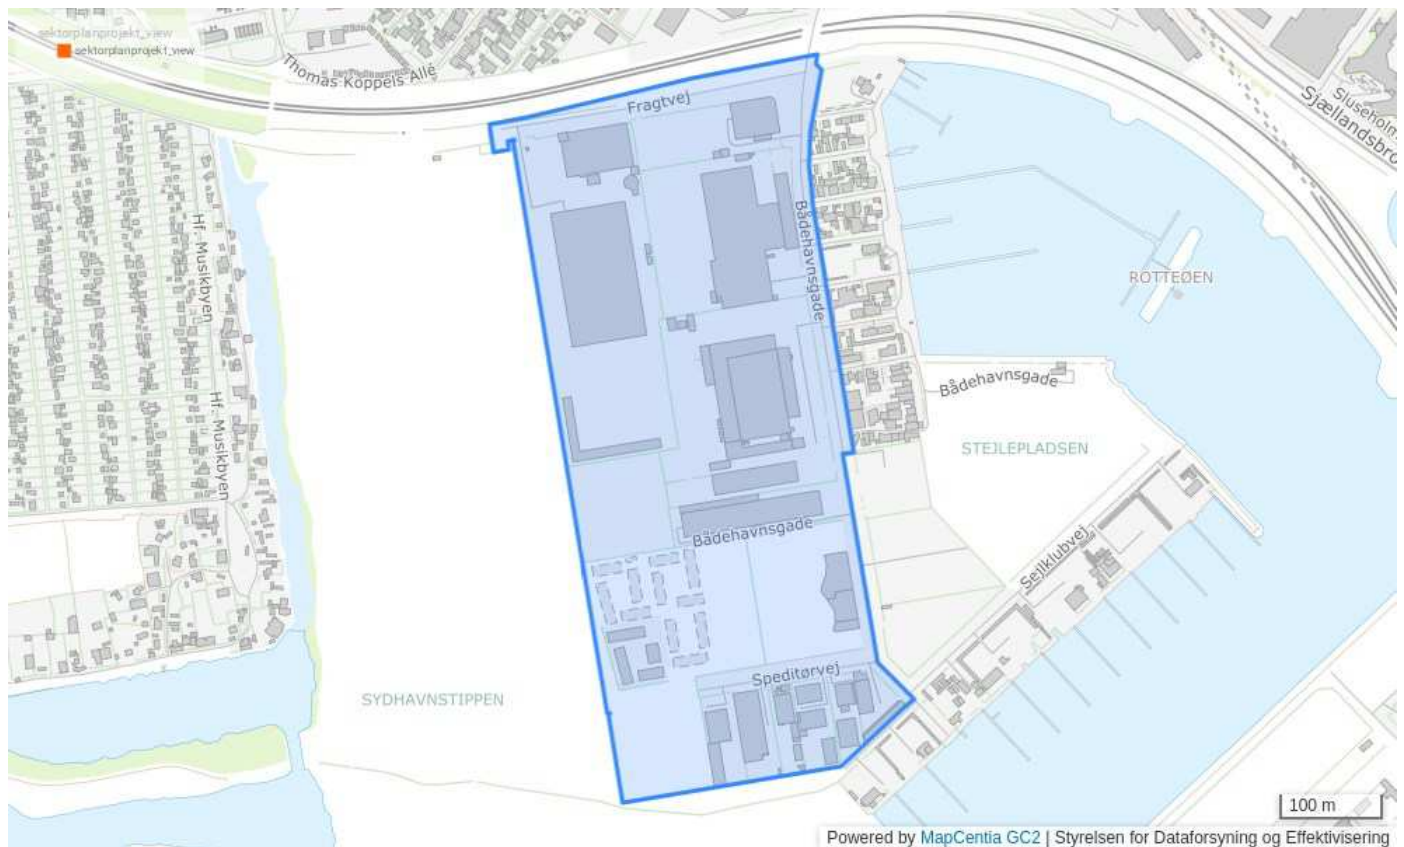 sektorplanprojekt_view
sektorplanprojekt_view
Thomas Koppels Allé
Fragtvej
Sluseholm
Sjællandsbro
Hf. Musikbyen
Bådehavnsgade
ROTTEØEN
Bådehavnsgade
Hf. Musikbyen
STEJLEPLADSEN
Bådehavnsgade
Sejlklubvej
Speditørvej
SYDHAVNSTIPPEN
100 m
Powered by MapCentia GC2 | Styrelsen for Dataforsyning og Effektivisering